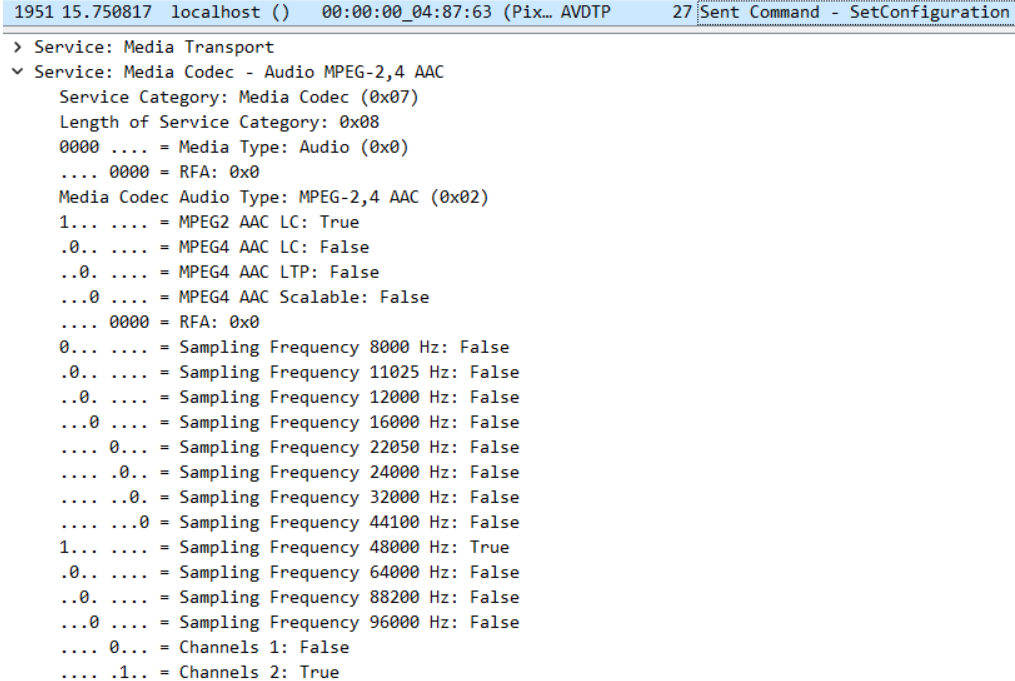 1951 15.750817 localhost () 00:00:00_04:87:63 (Pix… AVDTP 27 Sent Command - SetConfiguration
> Service: Media Transport
∨ Service: Media Codec - Audio MPEG-2,4 AAC
Service Category: Media Codec (0x07)
Length of Service Category: 0x08
0000 .... = Media Type: Audio (0x0)
.... 0000 = RFA: 0x0
Media Codec Audio Type: MPEG-2,4 AAC (0x02)
1... .... = MPEG2 AAC LC: True
.0.. .... = MPEG4 AAC LC: False
..0. .... = MPEG4 AAC LTP: False
...0 .... = MPEG4 AAC Scalable: False
.... 0000 = RFA: 0x0
0... .... = Sampling Frequency 8000 Hz: False
.0.. .... = Sampling Frequency 11025 Hz: False
..0. .... = Sampling Frequency 12000 Hz: False
...0 .... = Sampling Frequency 16000 Hz: False
.... 0... = Sampling Frequency 22050 Hz: False
.... .0.. = Sampling Frequency 24000 Hz: False
.... ..0. = Sampling Frequency 32000 Hz: False
.... ...0 = Sampling Frequency 44100 Hz: False
1... .... = Sampling Frequency 48000 Hz: True
.0.. .... = Sampling Frequency 64000 Hz: False
..0. .... = Sampling Frequency 88200 Hz: False
...0 .... = Sampling Frequency 96000 Hz: False
.... 0... = Channels 1: False
.... .1.. = Channels 2: True